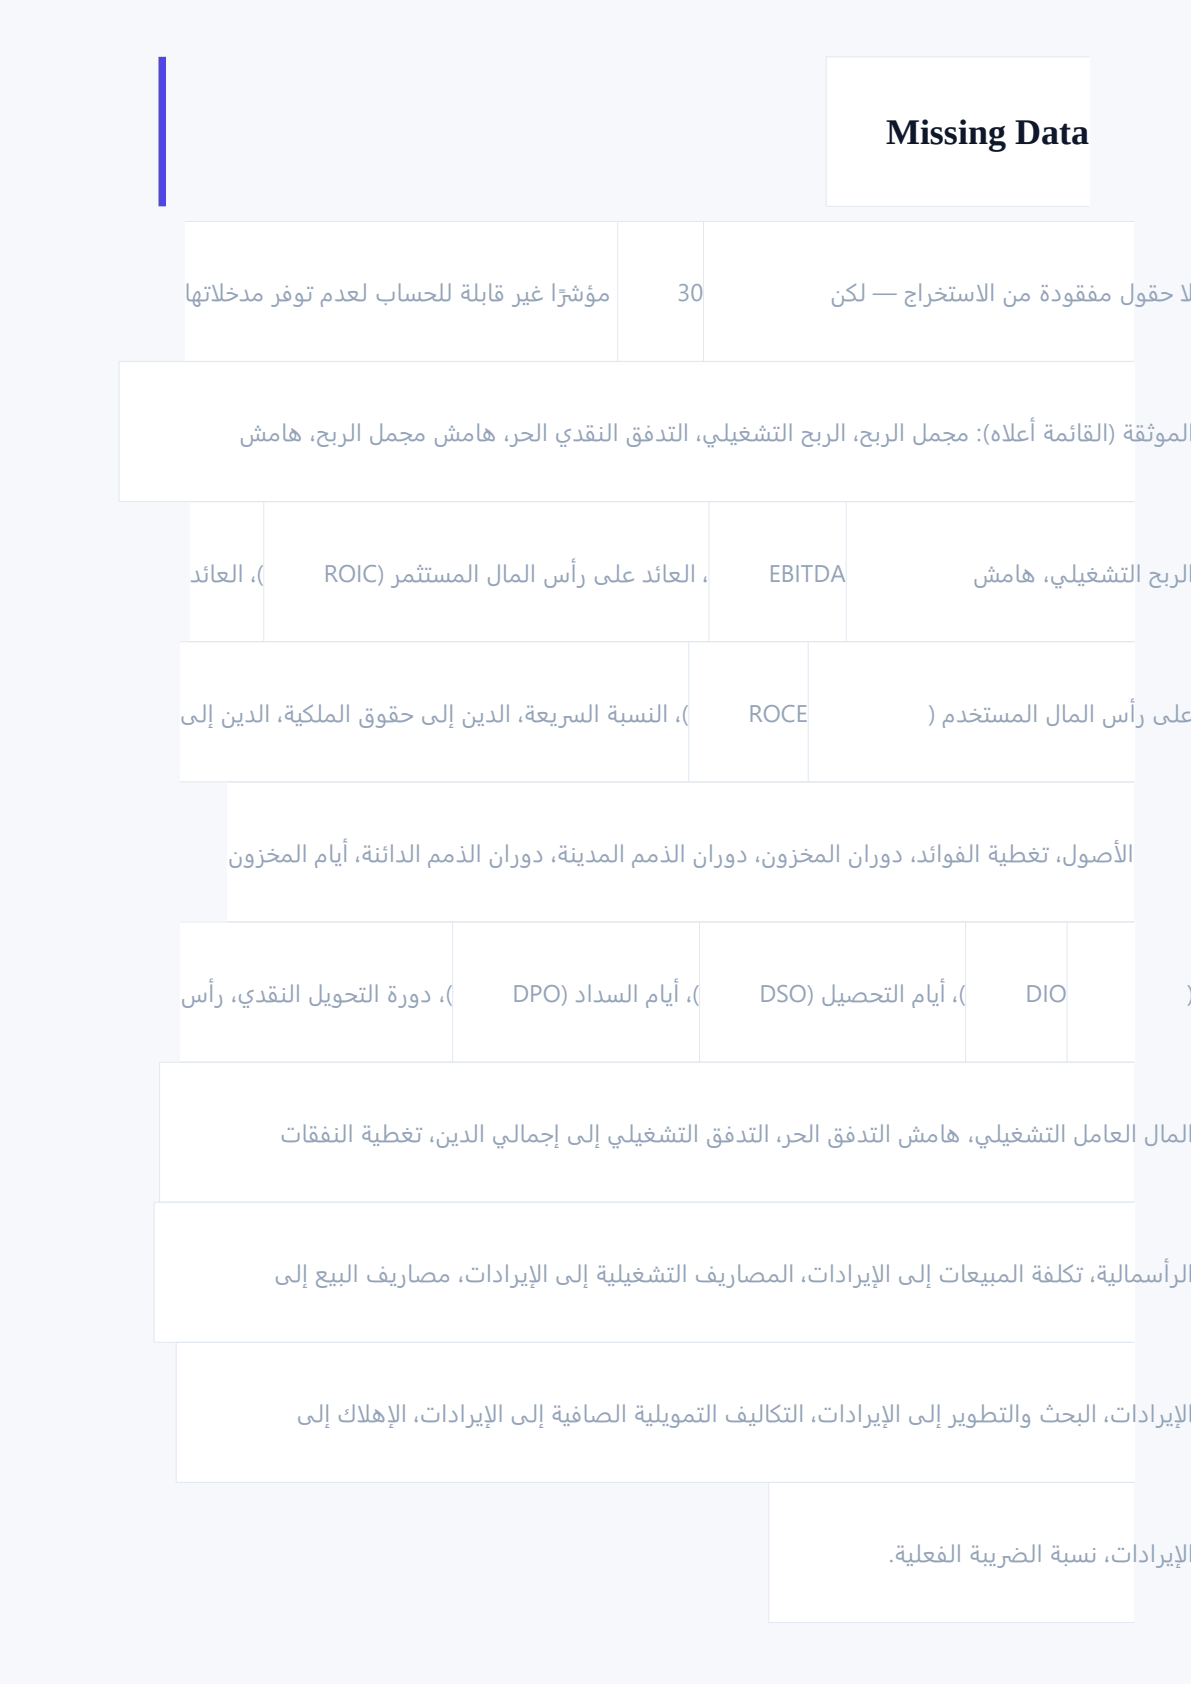 Missing Data
لا حقول مفقودة من الاستخراج — لكن 30 مؤشرًا غير قابلة للحساب لعدم توفر مدخلاتها
الموثقة (القائمة أعلاه): مجمل الربح، الربح التشغيلي، التدفق النقدي الحر، هامش مجمل الربح، هامش
الربح التشغيلي، هامش EBITDA، العائد على رأس المال المستثمر (ROIC)، العائد
على رأس المال المستخدم (ROCE)، النسبة السريعة، الدين إلى حقوق الملكية، الدين إلى
الأصول، تغطية الفوائد، دوران المخزون، دوران الذمم المدينة، دوران الذمم الدائنة، أيام المخزون
(DIO)، أيام التحصيل (DSO)، أيام السداد (DPO)، دورة التحويل النقدي، رأس
المال العامل التشغيلي، هامش التدفق الحر، التدفق التشغيلي إلى إجمالي الدين، تغطية النفقات
الرأسمالية، تكلفة المبيعات إلى الإيرادات، المصاريف التشغيلية إلى الإيرادات، مصاريف البيع إلى
الإيرادات، البحث والتطوير إلى الإيرادات، التكاليف التمويلية الصافية إلى الإيرادات، الإهلاك إلى
الإيرادات، نسبة الضريبة الفعلية.